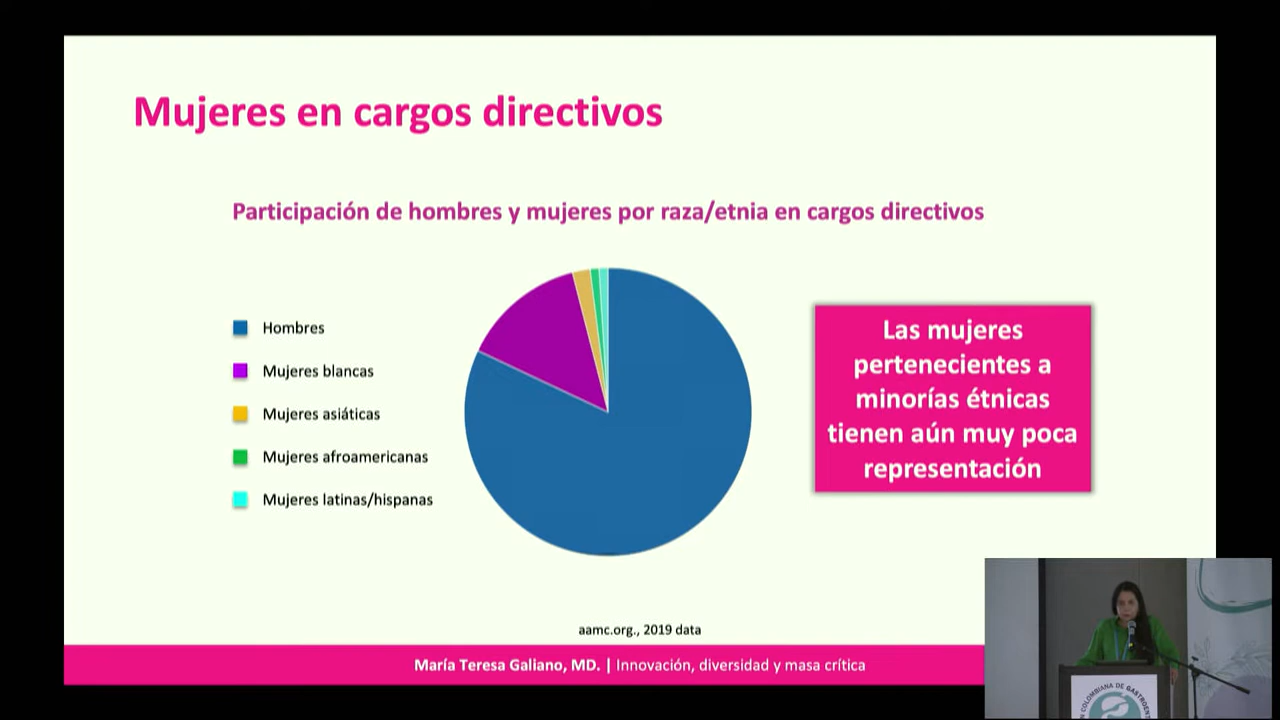 Mujeres en cargos directivos
Participación de hombres y mujeres por raza/etnia en cargos directivos
Hombres
Mujeres blancas
Mujeres asiáticas
Mujeres afroamericanas
Mujeres latinas/hispanas
Las mujeres
pertenecientes a
minorías étnicas
tienen aún muy poca
representación
aamc.org., 2019 data
María Teresa Galiano, MD. | Innovación, diversidad y masa crítica
COLOMBIANA DE